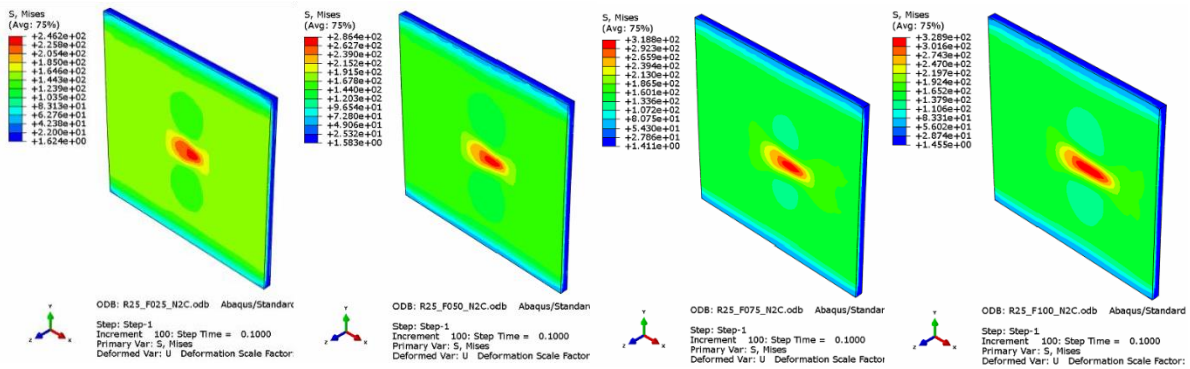 S, Mises
(Avg: 75%)
+2.462e+02
+2.258e+02
+2.054e+02
+1.850e+02
+1.646e+02
+1.443e+02
+1.239e+02
+1.035e+02
+8.313e+01
+6.276e+01
+4.238e+01
+2.200e+01
+1.624e+00
Y
Z
X
ODB: R25_F025_N2C.odb Abaqus/Standard
Step: Step-1
Increment 100: Step Time = 0.1000
Primary Var: S, Mises
Deformed Var: U Deformation Scale Factor
S, Mises
(Avg: 75%)
+2.864e+02
+2.627e+02
+2.390e+02
+2.152e+02
+1.915e+02
+1.678e+02
+1.440e+02
+1.203e+02
+9.654e+01
+7.280e+01
+4.906e+01
+2.532e+01
+1.583e+00
Y
Z
X
ODB: R25_F050_N2C.odb Abaqus/Standan
Step: Step-1
Increment 100: Step Time = 0.1000
Primary Var: S, Mises
Deformed Var: U Deformation Scale Factor
S, Mises
(Avg: 75%)
+3.188e+02
+2.923e+02
+2.659e+02
+2.394e+02
+2.130e+02
+1.865e+02
+1.601e+02
+1.336e+02
+1.072e+02
+8.075e+01
+5.430e+01
+2.786e+01
+1.411e+00
Y
Z
X
ODB: R25_F075_N2C.odb Abaqus/Standard
Step: Step-1
Increment 100: Step Time = 0.1000
Primary Var: S, Mises
Deformed Var: U Deformation Scale Factor
S, Mises
(Avg: 75%)
+3.289e+02
+3.016e+02
+2.743e+02
+2.470e+02
+2.197e+02
+1.924e+02
+1.652e+02
+1.379e+02
+1.106e+02
+8.331e+01
+5.602e+01
+2.874e+01
+1.455e+00
Y
Z
X
ODB: R25_F100_N2C.odb Abaqus/Standard
Step: Step-1
Increment 100: Step Time = 0.1000
Primary Var: S, Mises
Deformed Var: U Deformation Scale Factor: